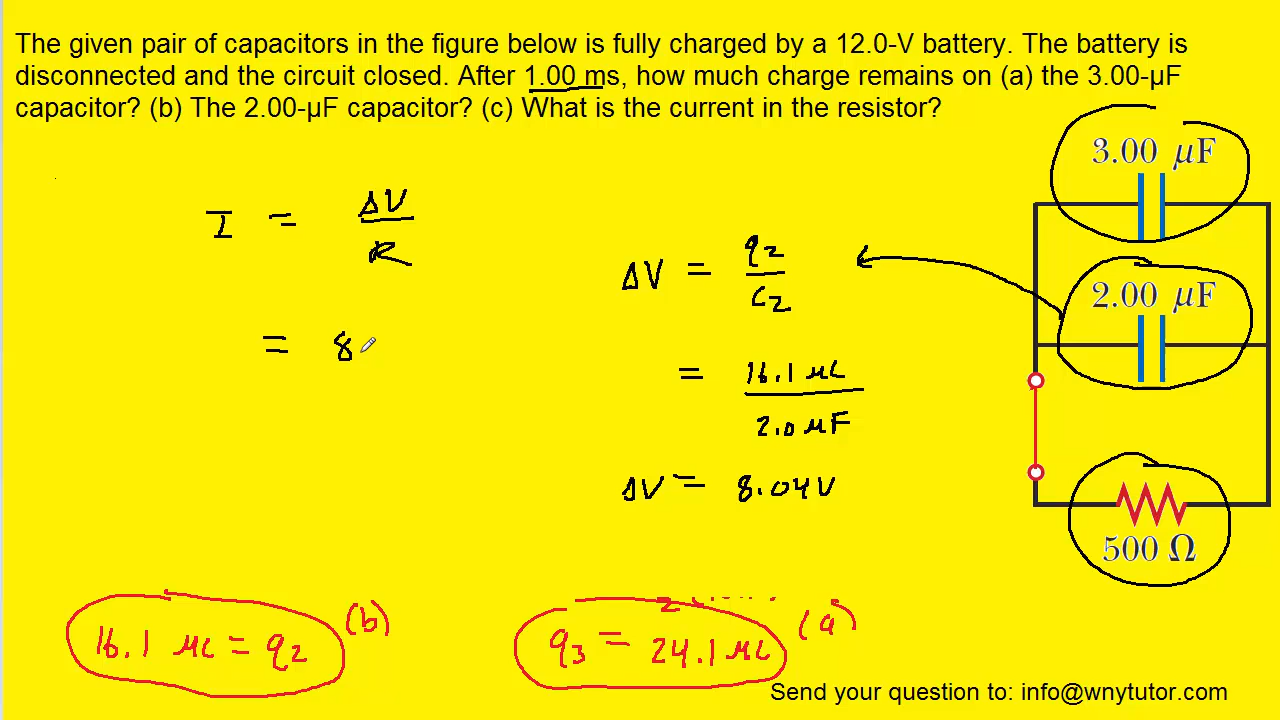 The given pair of capacitors in the figure below is fully charged by a 12.0-V battery. The battery is
disconnected and the circuit closed. After 1.00 ms, how much charge remains on (a) the 3.00-µF
capacitor? (b) The 2.00-µF capacitor? (c) What is the current in the resistor?
3.00 µF
I = ΔV / R
ΔV = q2 / C2
2.00 µF
= 8
= 16.1 µC / 2.0 µF
ΔV = 8.04V
500 Ω
16.1 µC = q2 (b)
q3 = 24.1 µC (a)
Send your question to: info@wnytutor.com